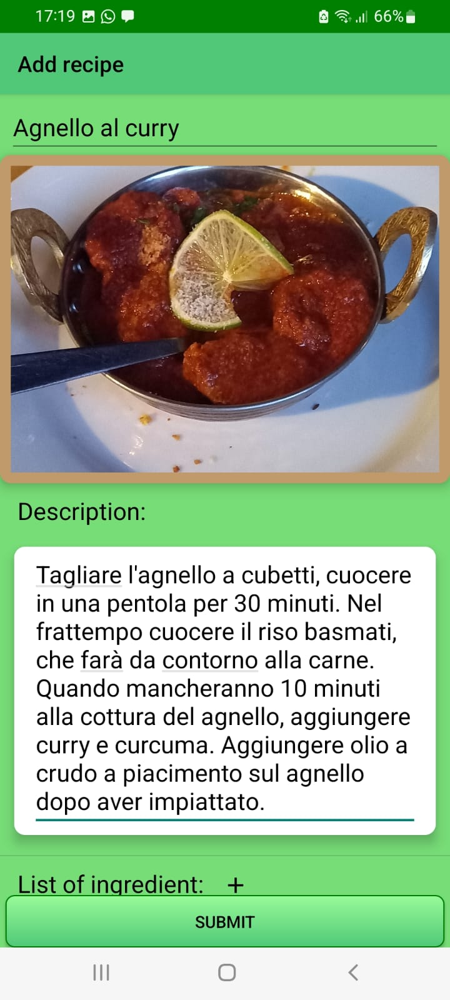 17:19 66%
Add recipe
Agnello al curry
Description:
Tagliare l'agnello a cubetti, cuocere
in una pentola per 30 minuti. Nel
frattempo cuocere il riso basmati,
che farà da contorno alla carne.
Quando mancheranno 10 minuti
alla cottura del agnello, aggiungere
curry e curcuma. Aggiungere olio a
crudo a piacimento sul agnello
dopo aver impiattato.
List of ingredient: +
SUBMIT